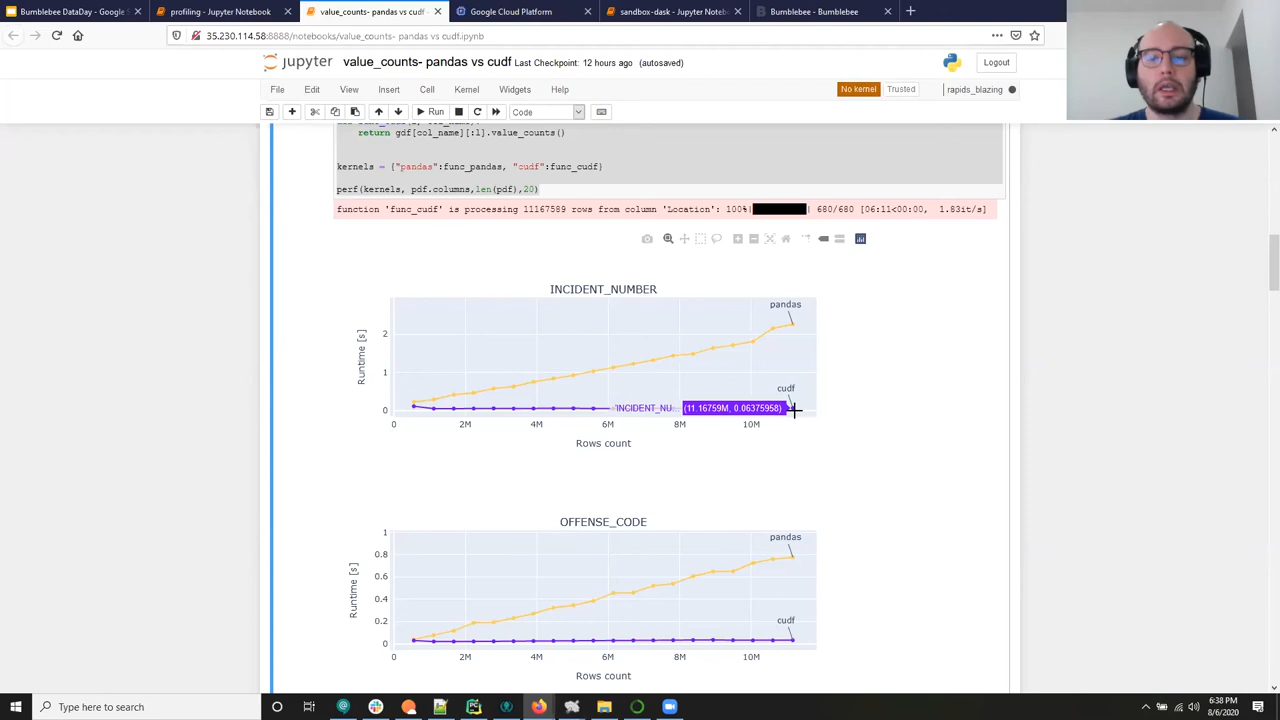 Bumblebee DataDay - Google S
profiling - Jupyter Notebook
value_counts- pandas vs cudf -
Google Cloud Platform
sandbox-dask - Jupyter Noteb
Bumblebee - Bumblebee
35.230.114.58:8888/notebooks/value_counts- pandas vs cudf.ipynb
jupyter value_counts- pandas vs cudf Last Checkpoint: 12 hours ago (autosaved)
Logout
File Edit View Insert Cell Kernel Widgets Help
No kernel Trusted rapids_blazing
Run Code
return gdf[col_name][:l].value_counts()
kernels = {"pandas":func_pandas, "cudf":func_cudf}
perf(kernels, pdf.columns,len(pdf),20)
function 'func_cudf' is processing 11167589 rows from column 'Location': 100%| | 680/680 [06:11<00:00, 1.83it/s]
INCIDENT_NUMBER
pandas
2
Runtime [s]
1
cudf
INCIDENT_NU... (11.16759M, 0.06375958)
0
0 2M 4M 6M 8M 10M
Rows count
OFFENSE_CODE
1
pandas
0.8
0.6
Runtime [s]
0.4
0.2
cudf
0
0 2M 4M 6M 8M 10M
Rows count
Type here to search
6:38 PM
8/6/2020